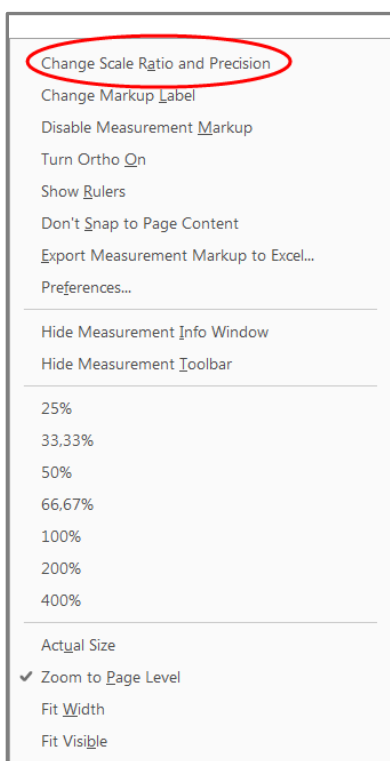 Change Scale Ratio and Precision
Change Markup Label
Disable Measurement Markup
Turn Ortho On
Show Rulers
Don't Snap to Page Content
Export Measurement Markup to Excel...
Preferences...
Hide Measurement Info Window
Hide Measurement Toolbar
25%
33,33%
50%
66,67%
100%
200%
400%
Actual Size
Zoom to Page Level
Fit Width
Fit Visible